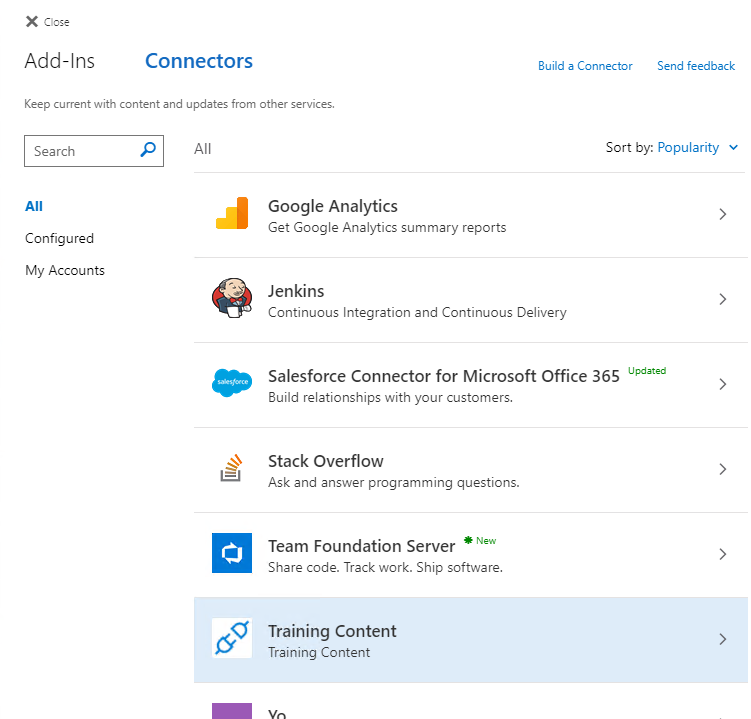 Close
Add-Ins Connectors
Build a Connector Send feedback
Keep current with content and updates from other services.
Search
All
Sort by: Popularity
All
Configured
My Accounts
Google Analytics
Get Google Analytics summary reports
Jenkins
Continuous Integration and Continuous Delivery
salesforce
Salesforce Connector for Microsoft Office 365 Updated
Build relationships with your customers.
Stack Overflow
Ask and answer programming questions.
Team Foundation Server New
Share code. Track work. Ship software.
Training Content
Training Content
Yo